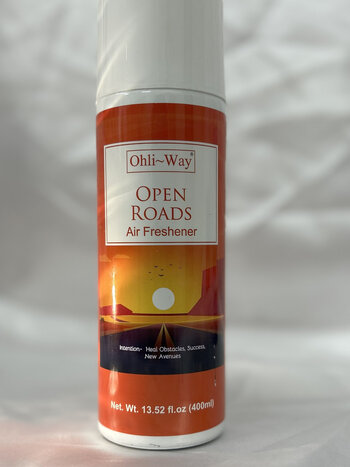 Ohli~Way®
OPEN
ROADS
Air Freshener
Intention- Heal Obstacles, Success,
New Avenues
Net. Wt. 13.52 fl.oz (400ml)